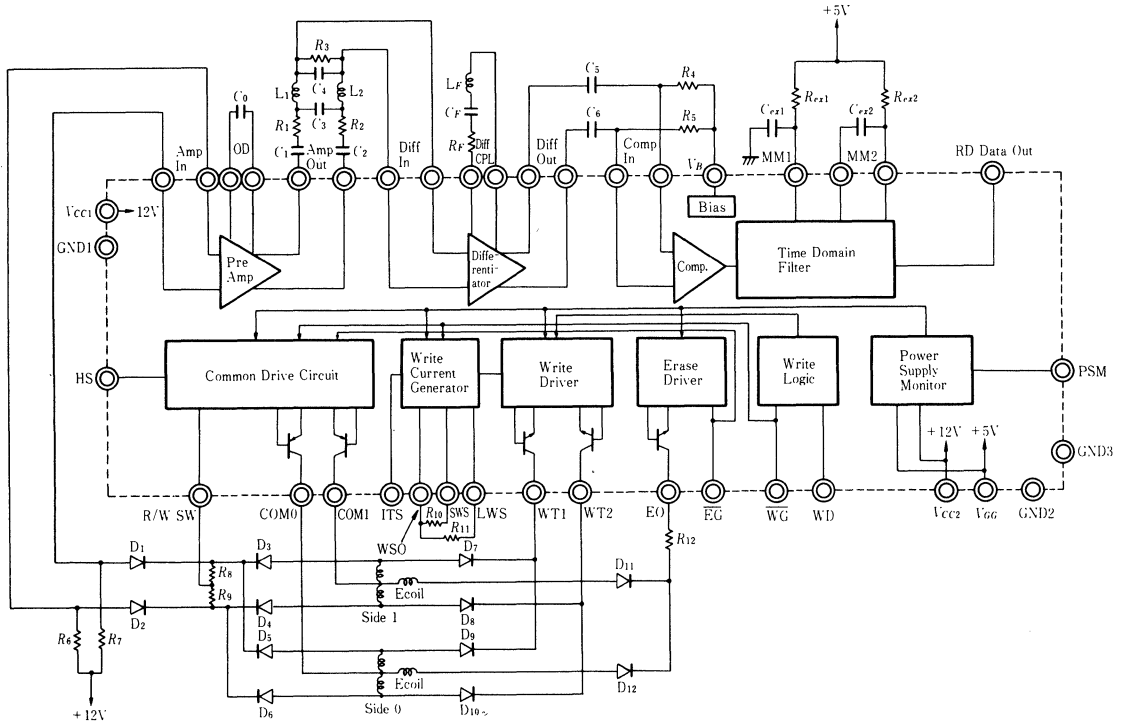 +5V
R3
C4
L1
L2
C3
R1
R2
C1
Amp Out
C2
C0
OD
Amp In
Diff In
LF
CF
RF
Diff CPL
Diff Out
C5
C6
Comp In
R4
R5
VB
Bias
Rex1
Cex1
Rex2
Cex2
MM1
MM2
RD Data Out
VCC1
12V
GND1
Pre Amp
Differentiator
Comp.
Time Domain Filter
HS
Common Drive Circuit
Write Current Generator
Write Driver
Erase Driver
Write Logic
Power Supply Monitor
PSM
+12V
+5V
GND3
R/W SW
COM0
COM1
ITS
WSO
R10
SWS
R11
LWS
WT1
WT2
EO
EG
WG
WD
VCC2
VGG
GND2
R12
D1
D3
D7
R8
R9
D11
Ecoil
Side 1
D2
D4
D8
D5
D9
R6
R7
D12
Ecoil
Side 0
D6
D10
+12V